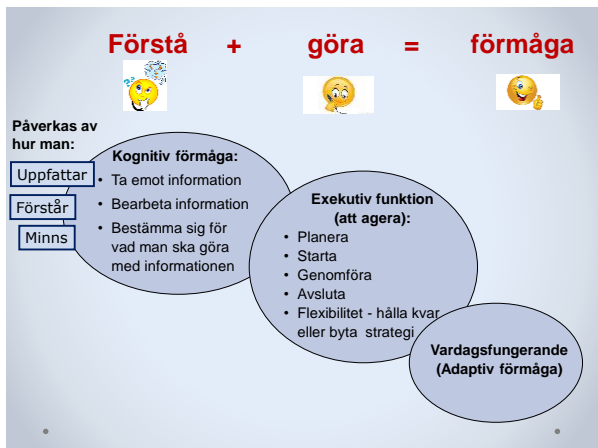 Förstå + göra = förmåga
Påverkas av
hur man:
Uppfattar
Förstår
Minns
Kognitiv förmåga:
• Ta emot information
• Bearbeta information
• Bestämma sig för
vad man ska göra
med informationen
Exekutiv funktion
(att agera):
• Planera
• Starta
• Genomföra
• Avsluta
• Flexibilitet - hålla kvar
eller byta strategi
Vardagsfungerande
(Adaptiv förmåga)